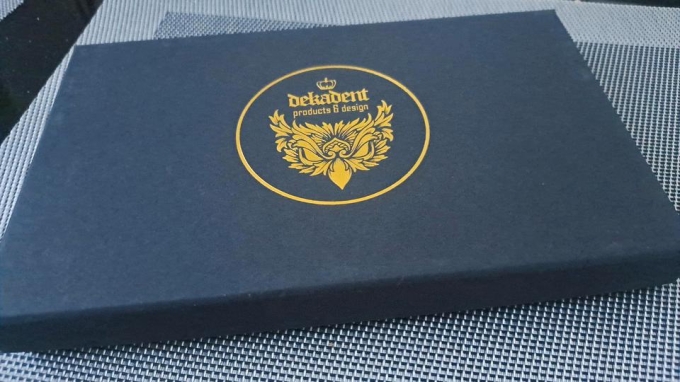 dekadent
products & design